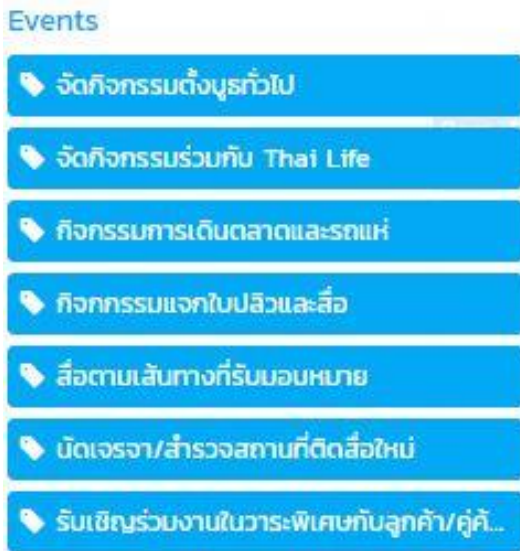 Events
จัดกิจกรรมตั้งบูธทั่วไป
จัดกิจกรรมร่วมกับ Thai Life
กิจกรรมการเดินตลาดและรถแห่
กิจกกรรมแจกใบปลิวและสื่อ
สื่อตามเส้นทางที่รับมอบหมาย
นัดเจรจา/สำรวจสถานที่ติดสื่อใหม่
รับเชิญร่วมงานในวาระพิเศษกับลูกค้า/คู่ค้...